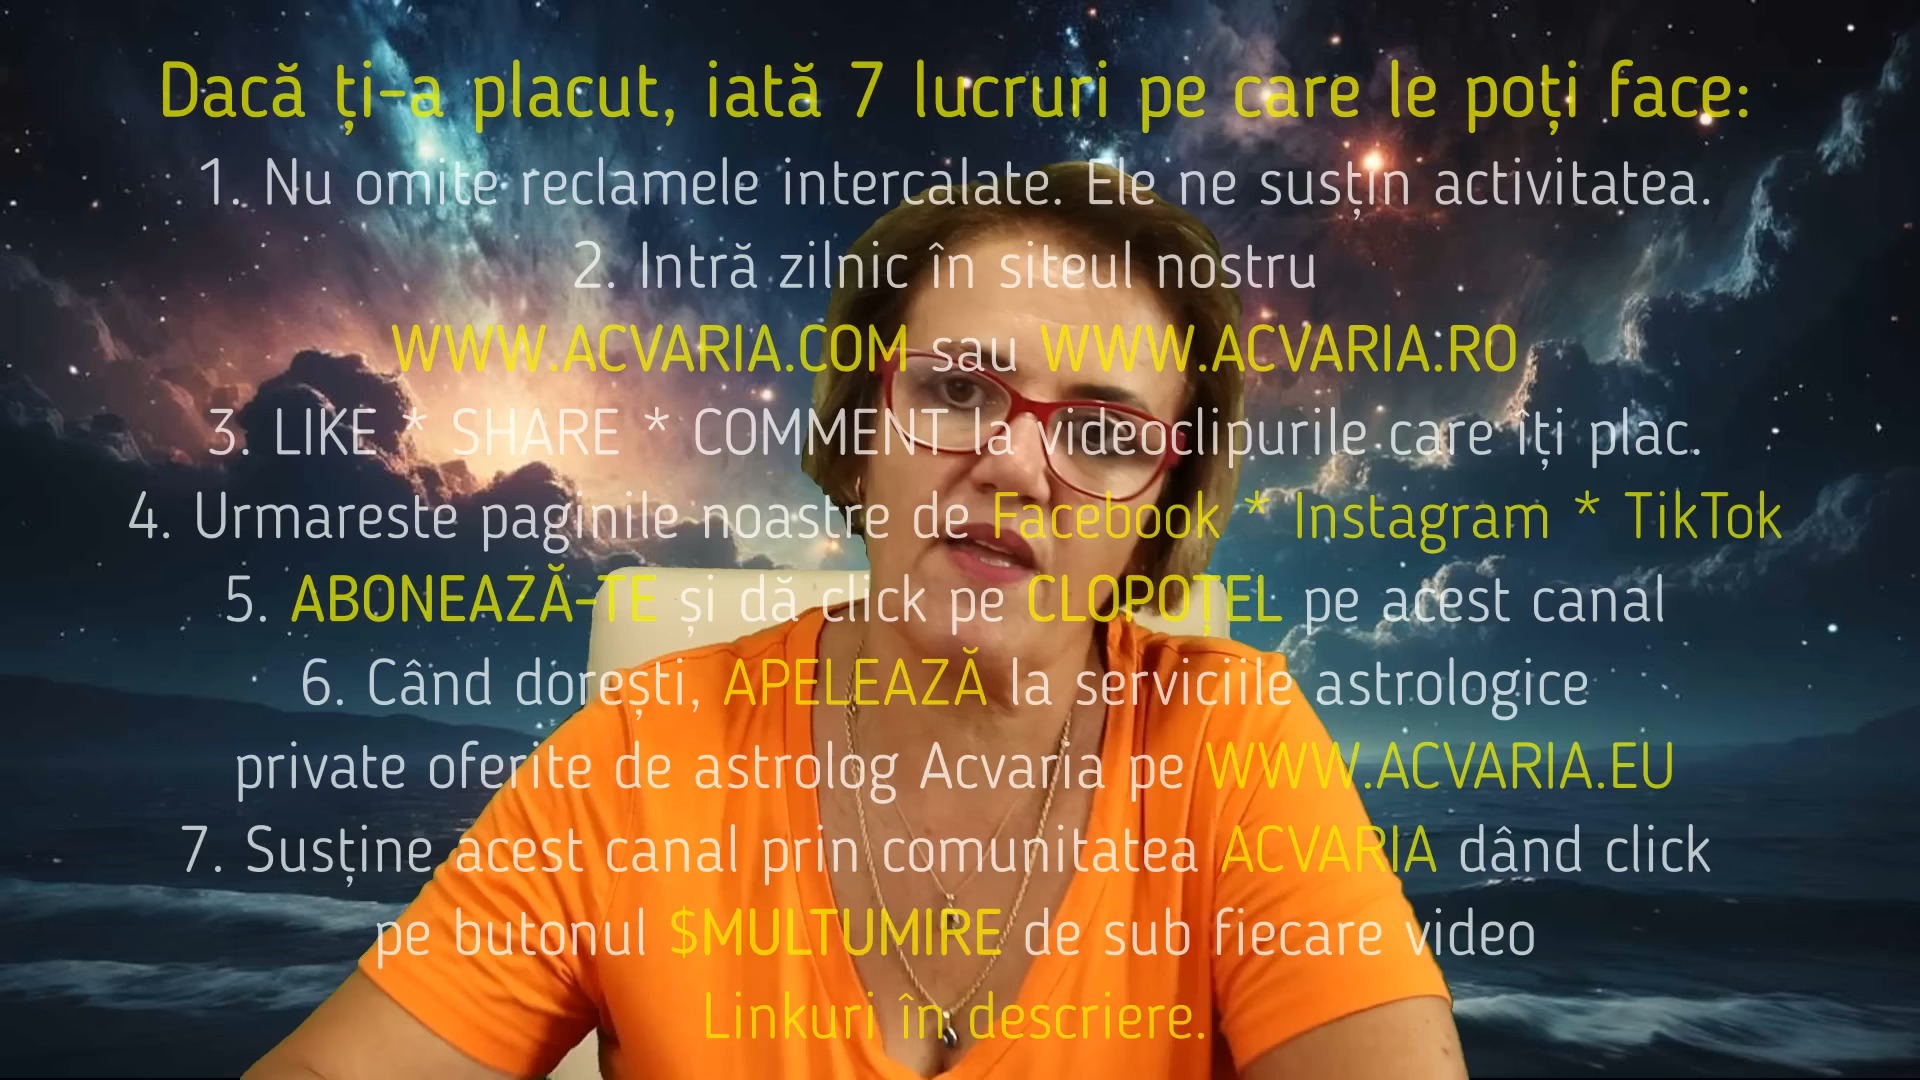 Dacă ți-a placut, iată 7 lucruri pe care le poți face:
1. Nu omite reclamele intercalate. Ele ne susțin activitatea.
2. Intră zilnic în siteul nostru
WWW.ACVARIA.COM sau WWW.ACVARIA.RO
3. LIKE * SHARE * COMMENT la videoclipurile care îți plac.
4. Urmareste paginile noastre de Facebook * Instagram * TikTok
5. ABONEAZĂ-TE și dă click pe CLOPOȚEL pe acest canal
6. Când dorești, APELEAZĂ la serviciile astrologice
private oferite de astrolog Acvaria pe WWW.ACVARIA.EU
7. Susține acest canal prin comunitatea ACVARIA dând click
pe butonul $MULTUMIRE de sub fiecare video
Linkuri în descriere.